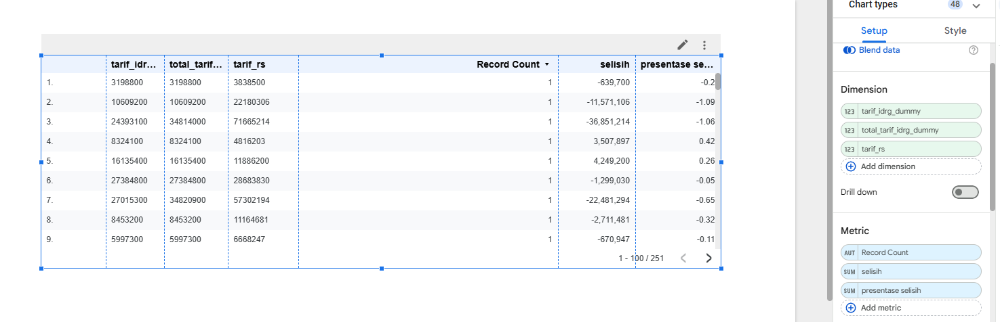 Chart types 48
Setup Style
Blend data
tarif_idr... total_tarif... tarif_rs Record Count selisih presentase se...
1. 3198800 3198800 3838500 1 -639,700 -0.2
2. 10609200 10609200 22180306 1 -11,571,106 -1.09
3. 24393100 34814000 71665214 1 -36,851,214 -1.06
4. 8324100 8324100 4816203 1 3,507,897 0.42
5. 16135400 16135400 11886200 1 4,249,200 0.26
6. 27384800 27384800 28683830 1 -1,299,030 -0.05
7. 27015300 34820900 57302194 1 -22,481,294 -0.65
8. 8453200 8453200 11164681 1 -2,711,481 -0.32
9. 5997300 5997300 6668247 1 -670,947 -0.11
1 - 100 / 251
Dimension
123 tarif_idrg_dummy
123 total_tarif_idrg_dummy
123 tarif_rs
Add dimension
Drill down
Metric
AUT Record Count
SUM selisih
SUM presentase selisih
Add metric